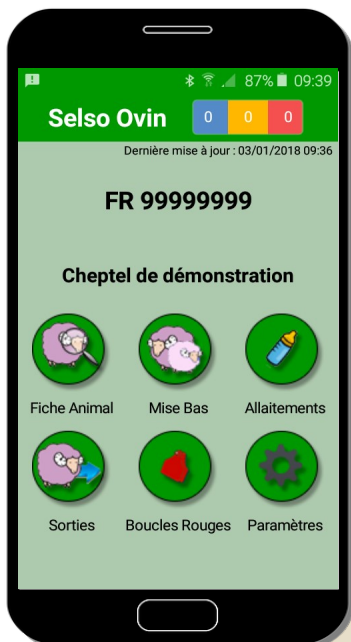 87% 09:39
Selso Ovin 0 0 0
Dernière mise à jour : 03/01/2018 09:36
FR 99999999
Cheptel de démonstration
Fiche Animal Mise Bas Allaitements
Sorties Boucles Rouges Paramètres